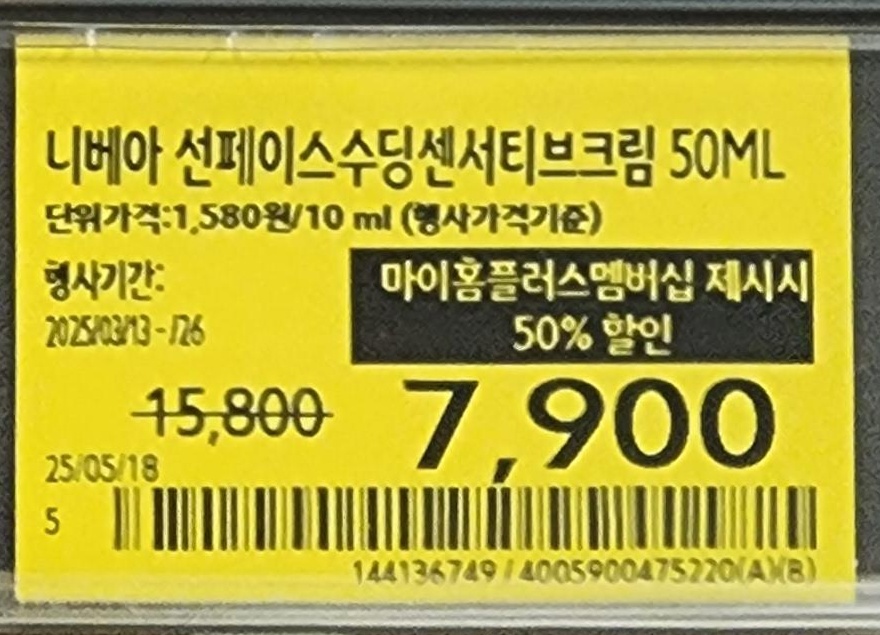 니베아 선페이스수딩센서티브크림 50ML
단위가격:1,580원/10 ml (행사가격기준)
행사기간:
2025/03/13 - /26
마이홈플러스멤버십 제시시
50% 할인
15,800
7,900
25/05/18
5
144136749 / 4005900475220(A)(B)